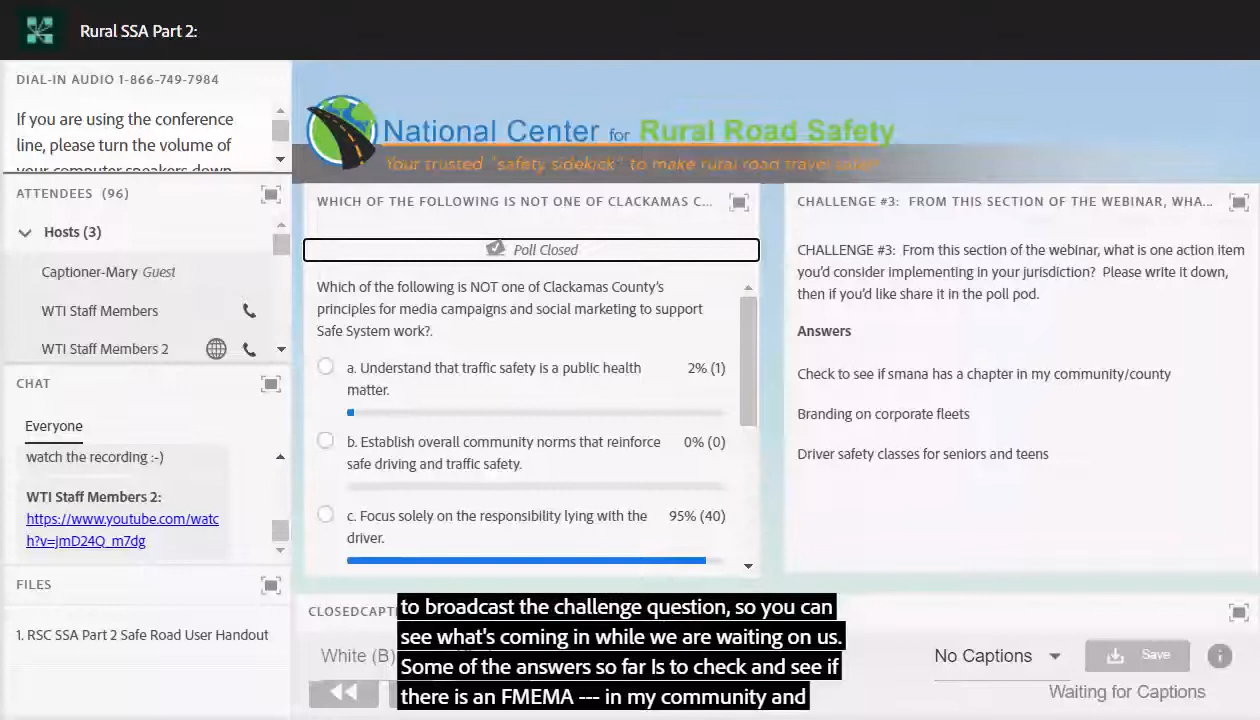 Rural SSA Part 2:
DIAL-IN AUDIO 1-866-749-7984
If you are using the conference
line, please turn the volume of
your computer speakers down
ATTENDEES (96)
Hosts (3)
Captioner-Mary Guest
WTI Staff Members
WTI Staff Members 2
CHAT
Everyone
watch the recording :-)
WTI Staff Members 2:
https://www.youtube.com/watc
h?v=jmD24Q_m7dg
FILES
1. RSC SSA Part 2 Safe Road User Handout
National Center for Rural Road Safety
Your trusted "safety sidekick" to make rural road travel safer!
WHICH OF THE FOLLOWING IS NOT ONE OF CLACKAMAS C...
Poll Closed
Which of the following is NOT one of Clackamas County's
principles for media campaigns and social marketing to support
Safe System work?.
a. Understand that traffic safety is a public health 2% (1)
matter.
b. Establish overall community norms that reinforce 0% (0)
safe driving and traffic safety.
c. Focus solely on the responsibility lying with the 95% (40)
driver.
CHALLENGE #3: FROM THIS SECTION OF THE WEBINAR, WHA...
CHALLENGE #3: From this section of the webinar, what is one action item
you'd consider implementing in your jurisdiction? Please write it down,
then if you'd like share it in the poll pod.
Answers
Check to see if smana has a chapter in my community/county
Branding on corporate fleets
Driver safety classes for seniors and teens
CLOSEDCAPT
White (B)
No Captions
Save
Waiting for Captions
to broadcast the challenge question, so you can
see what's coming in while we are waiting on us.
Some of the answers so far Is to check and see if
there is an FMEMA --- in my community and